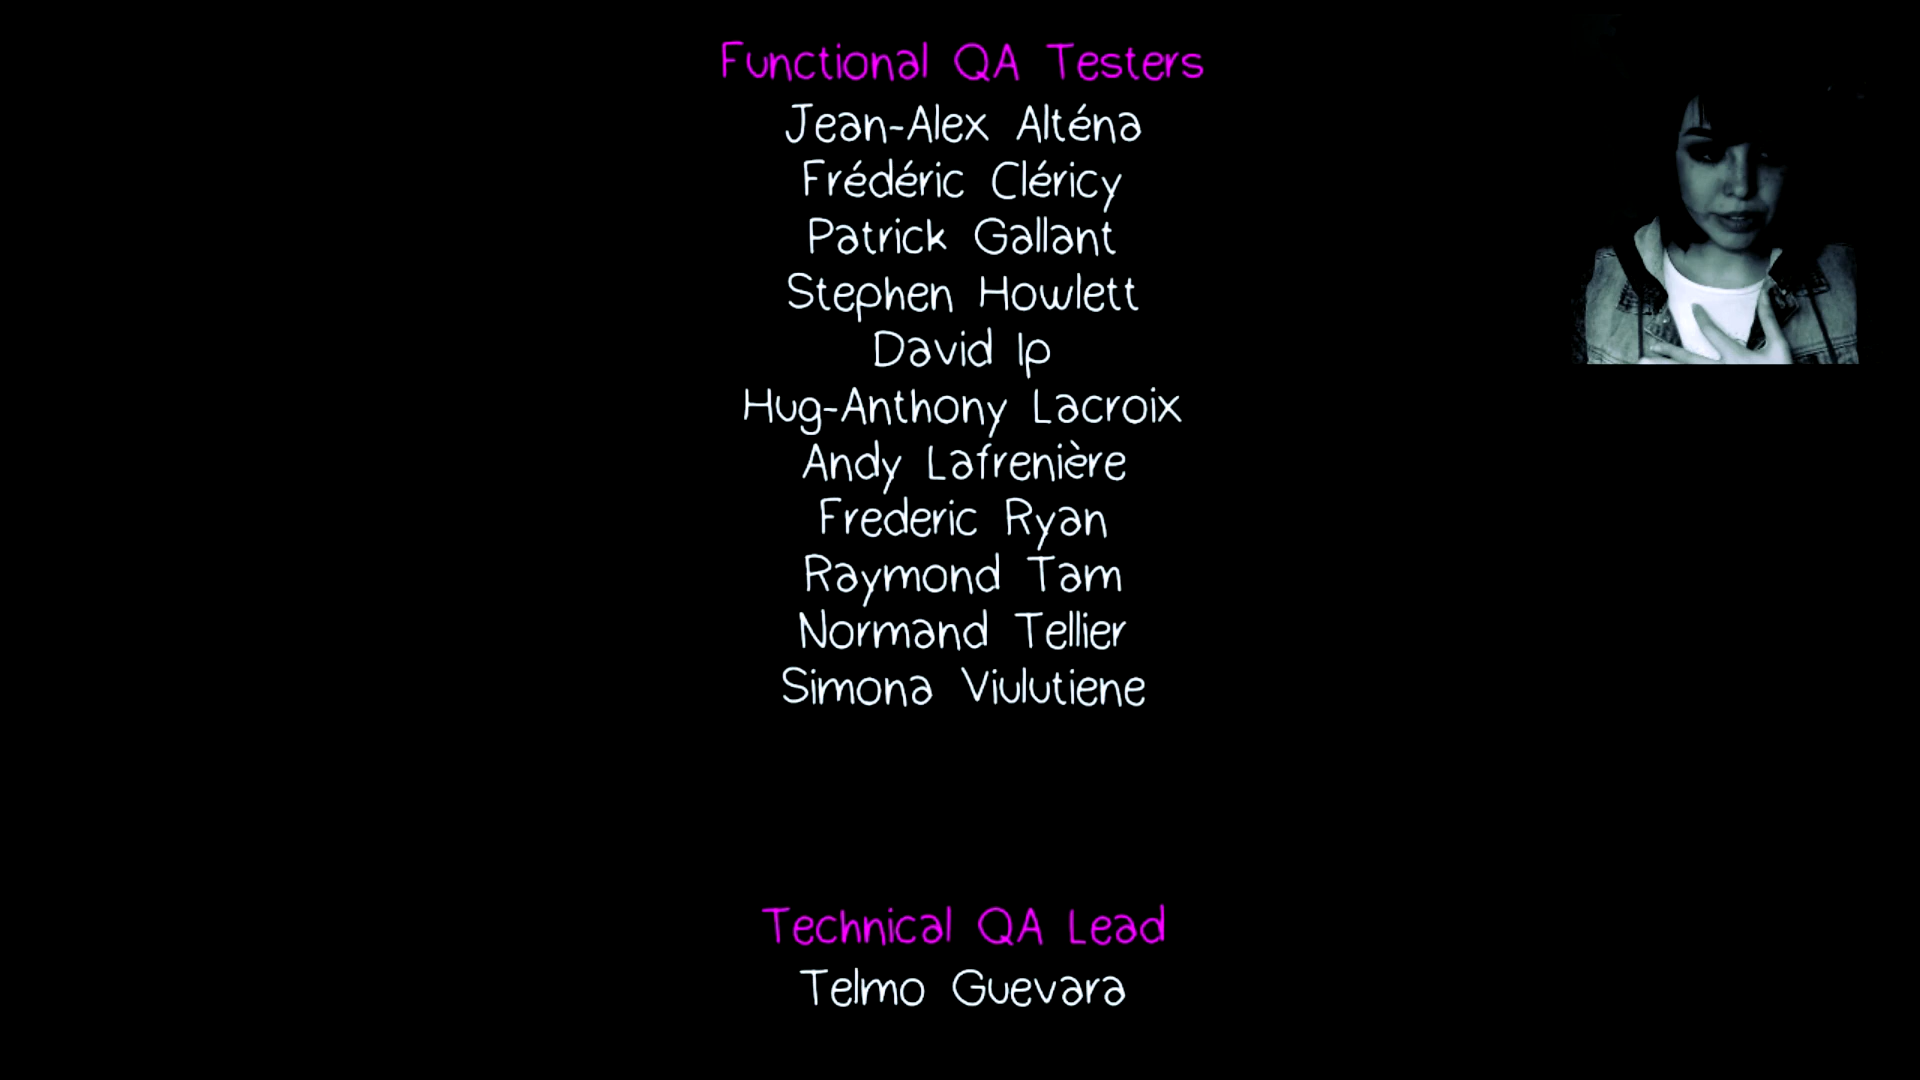 Functional QA Testers
Jean-Alex Alténa
Frédéric Cléricy
Patrick Gallant
Stephen Howlett
David Ip
Hug-Anthony Lacroix
Andy Lafrenière
Frederic Ryan
Raymond Tam
Normand Tellier
Simona Viulutiene
Technical QA Lead
Telmo Guevara